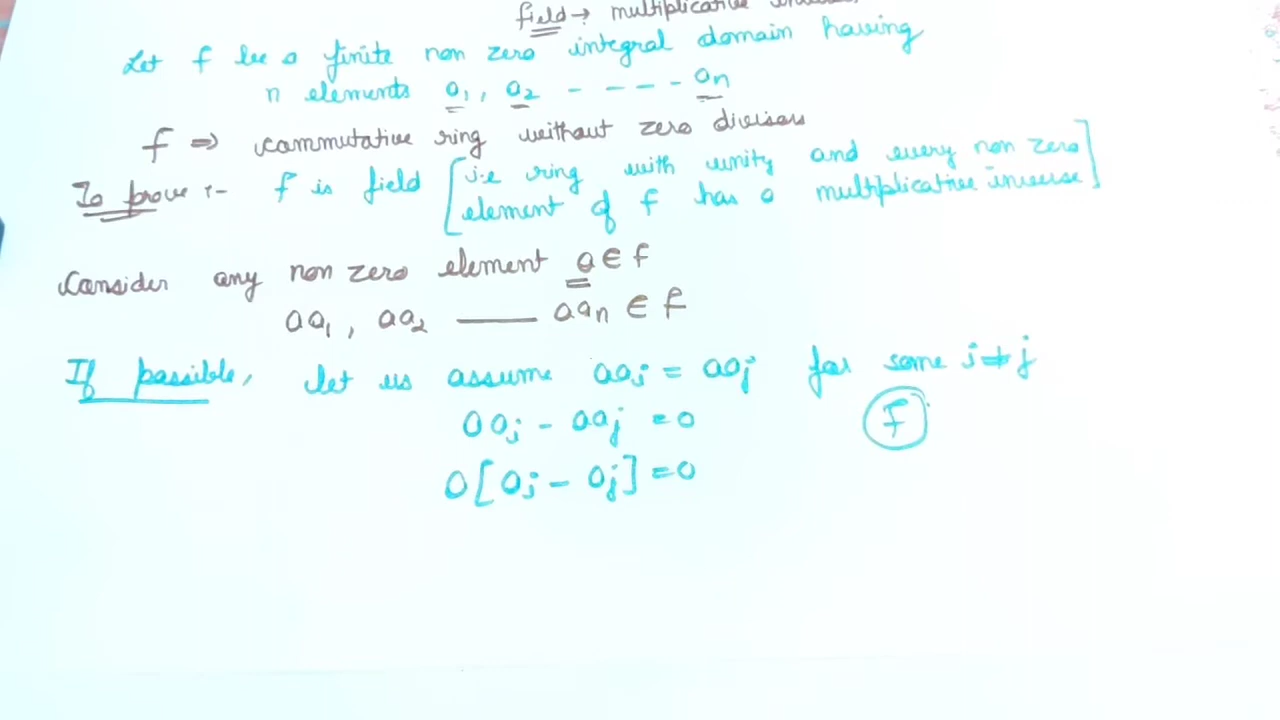 field → multiplicative
Let f be a finite non zero integral domain having
n elements a₁, a₂ - - - - - aₙ
f ⇒ commutative ring without zero divisors
To prove :- f is field [i.e ring with unity and every non zero
element of f has a multiplicative inverse]
Consider any non zero element a ∈ f
aa₁, aa₂ —— aaₙ ∈ f
If possible, let us assume aaᵢ = aaⱼ for some i ≠ j
aaᵢ - aaⱼ = 0
F
a[aᵢ - aⱼ] = 0